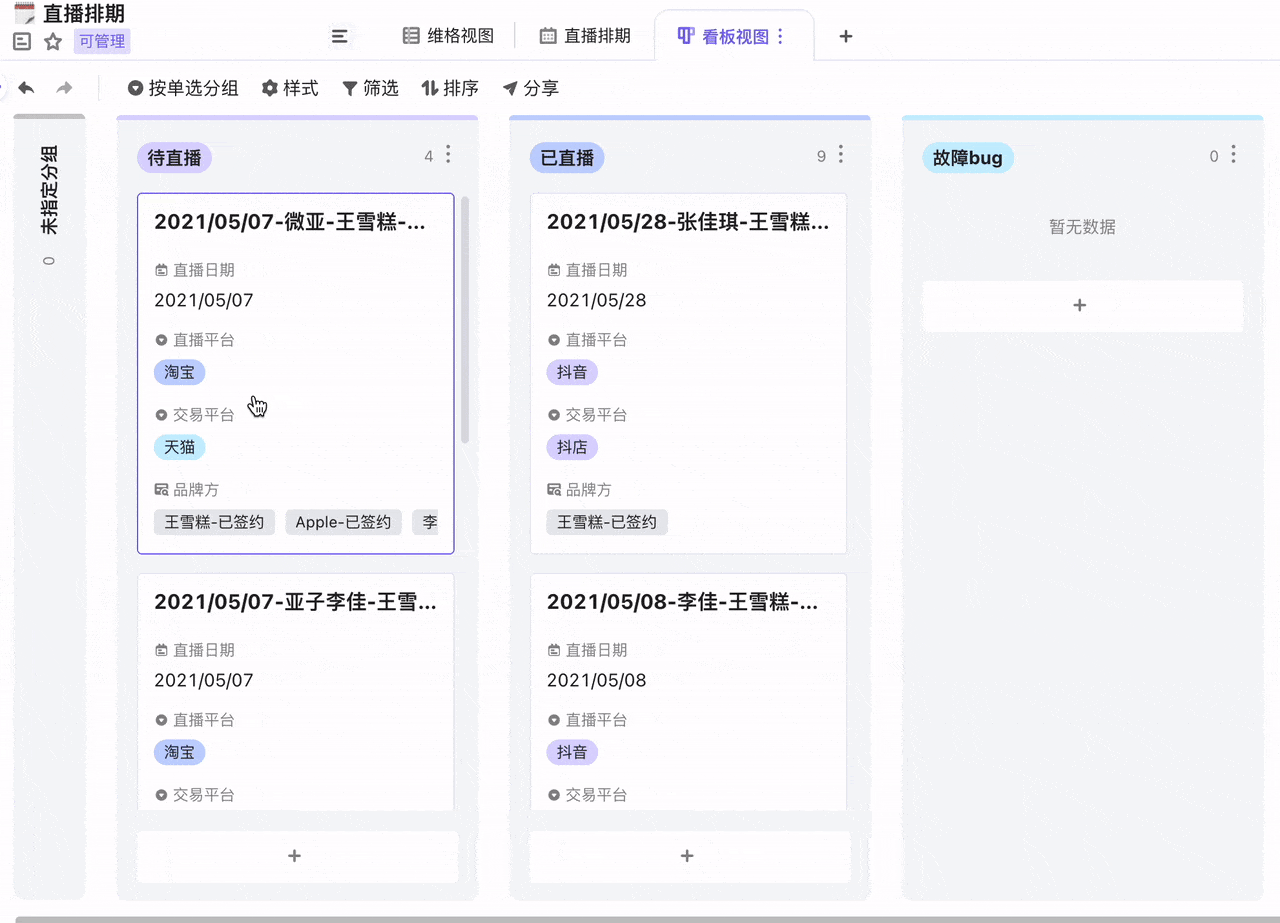 直播排期
可管理
维格视图
直播排期
看板视图
按单选分组
样式
筛选
排序
分享
未指定分组
0
待直播
4
2021/05/07-微亚-王雪糕-...
直播日期
2021/05/07
直播平台
淘宝
交易平台
天猫
品牌方
王雪糕-已签约 Apple-已签约 李
2021/05/07-亚子李佳-王雪...
直播日期
2021/05/07
直播平台
淘宝
交易平台
已直播
9
2021/05/28-张佳琪-王雪糕...
直播日期
2021/05/28
直播平台
抖音
交易平台
抖店
品牌方
王雪糕-已签约
2021/05/08-李佳-王雪糕-...
直播日期
2021/05/08
直播平台
抖音
交易平台
故障bug
0
暂无数据